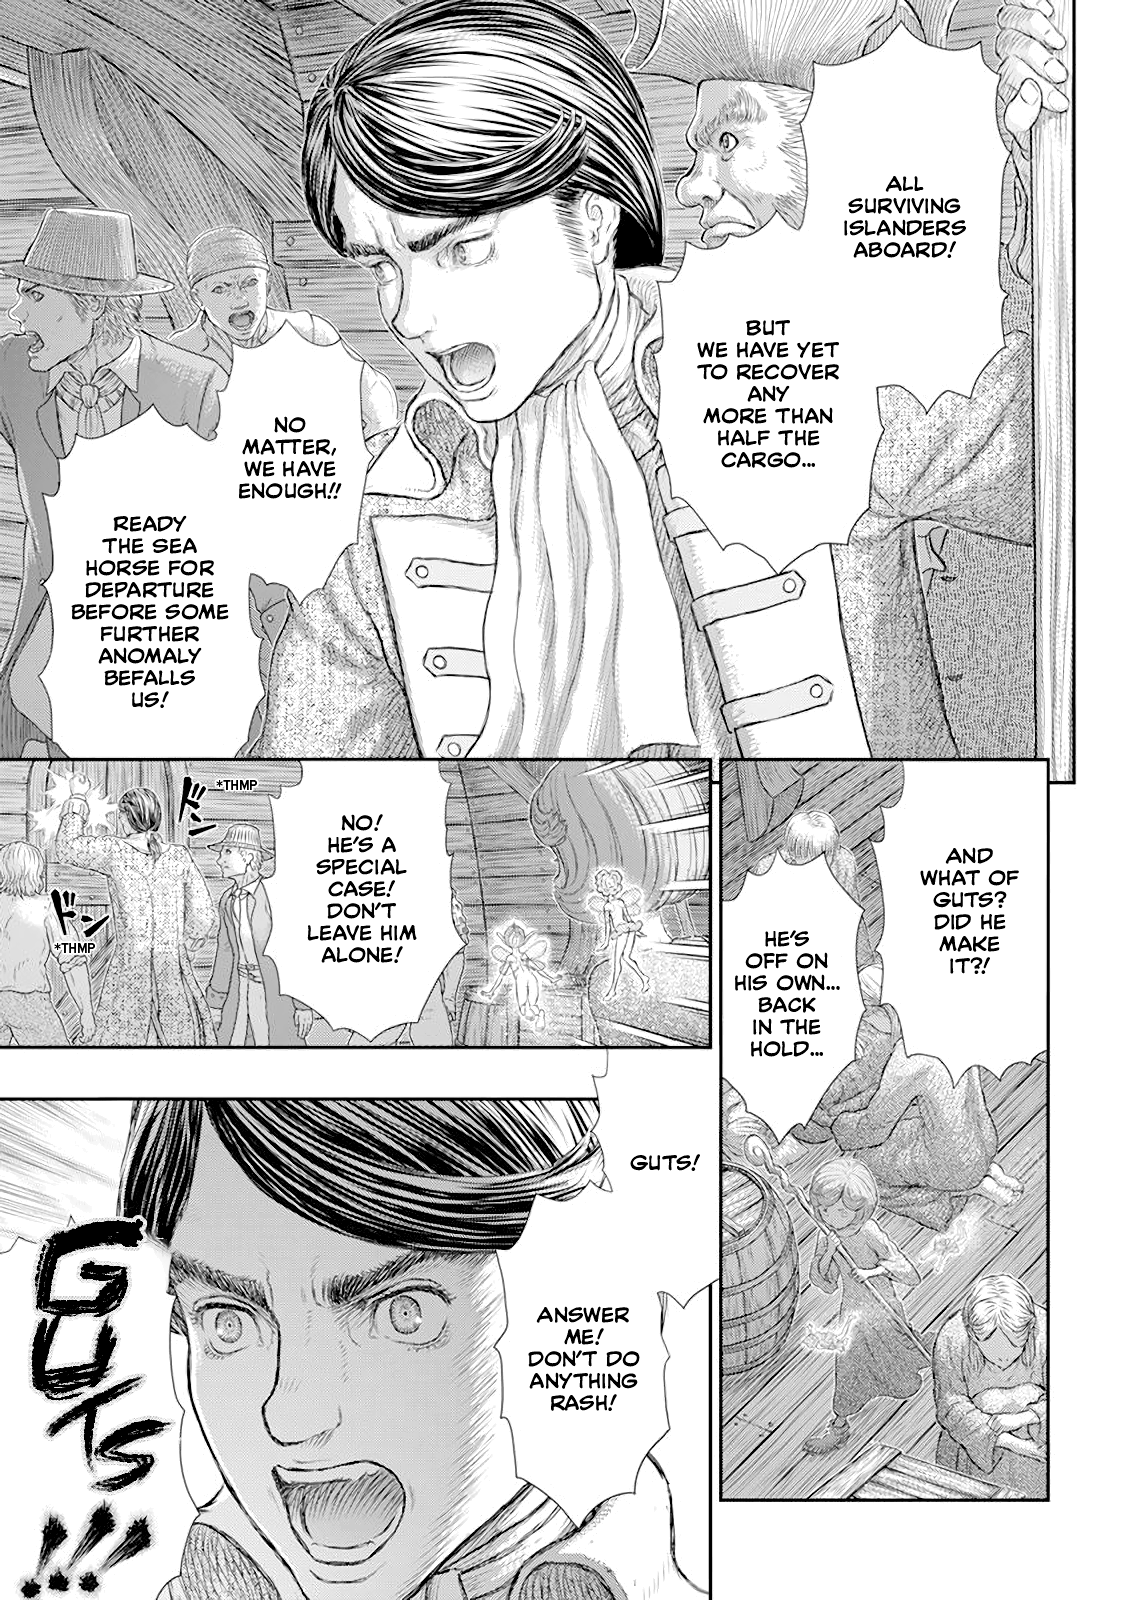 ALL
SURVIVING
ISLANDERS
ABOARD!
BUT
WE HAVE YET
TO RECOVER
ANY
MORE THAN
HALF THE
CARGO...
NO
MATTER,
WE HAVE
ENOUGH!!
READY
THE SEA
HORSE FOR
DEPARTURE
BEFORE SOME
FURTHER
ANOMALY
BEFALLS
US!
AND
WHAT OF
GUTS?
DID HE
MAKE
IT?!
HE'S
OFF ON
HIS OWN...
BACK
IN THE
HOLD...
NO!
HE'S A
SPECIAL
CASE!
DON'T
LEAVE HIM
ALONE!
ドン
*THMP
ドン
*THMP
GUTS!
ANSWER
ME!
DON'T DO
ANYTHING
RASH!
GUTS!!!